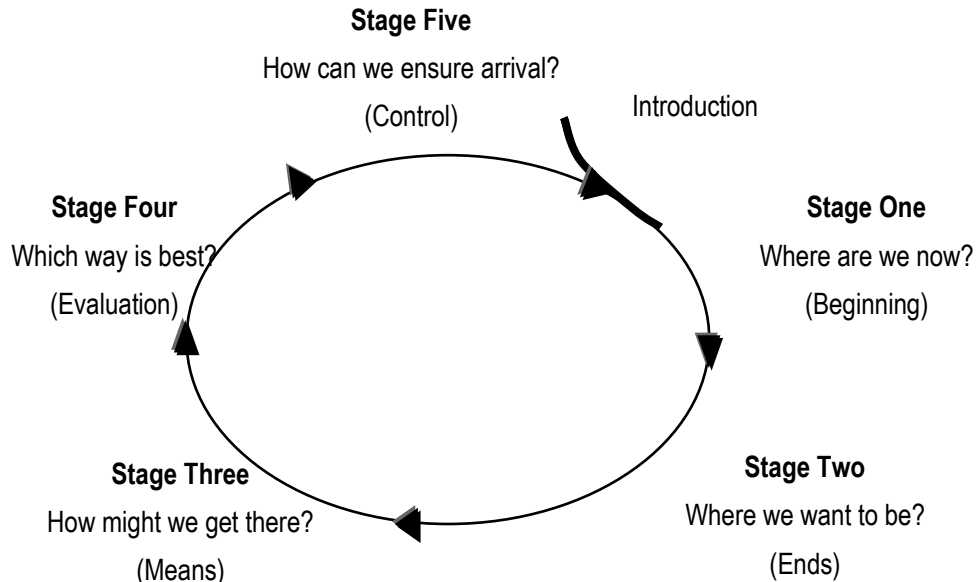 Stage Five
How can we ensure arrival?
(Control)
Introduction
Stage One
Where are we now?
(Beginning)
Stage Two
Where we want to be?
(Ends)
Stage Three
How might we get there?
(Means)
Stage Four
Which way is best?
(Evaluation)